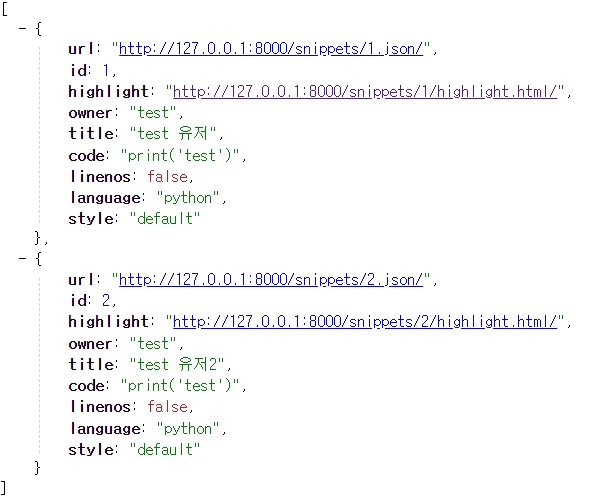 [
− {
url: "http://127.0.0.1:8000/snippets/1.json/",
id: 1,
highlight: "http://127.0.0.1:8000/snippets/1/highlight.html/",
owner: "test",
title: "test 유저",
code: "print('test')",
linenos: false,
language: "python",
style: "default"
},
− {
url: "http://127.0.0.1:8000/snippets/2.json/",
id: 2,
highlight: "http://127.0.0.1:8000/snippets/2/highlight.html/",
owner: "test",
title: "test 유저2",
code: "print('test')",
linenos: false,
language: "python",
style: "default"
}
]